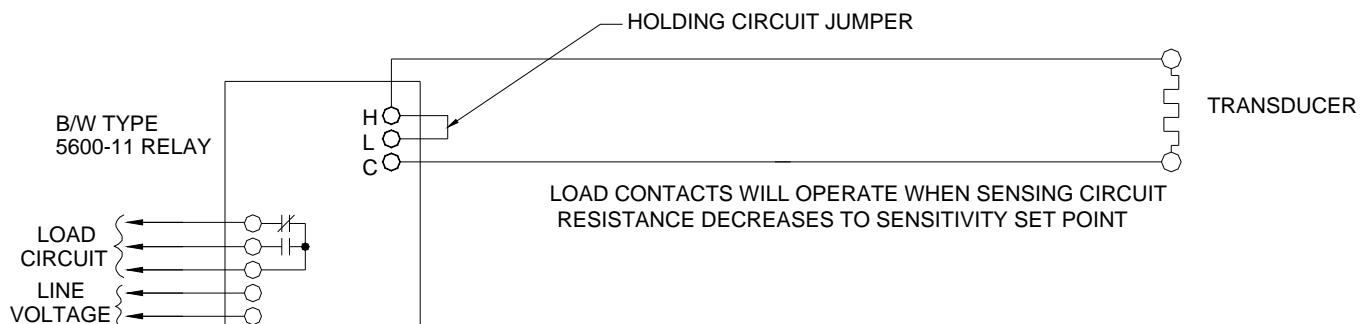 HOLDING CIRCUIT JUMPER
B/W TYPE
5600-11 RELAY
H
L
C
TRANSDUCER
LOAD CONTACTS WILL OPERATE WHEN SENSING CIRCUIT
RESISTANCE DECREASES TO SENSITIVITY SET POINT
LOAD
CIRCUIT
LINE
VOLTAGE